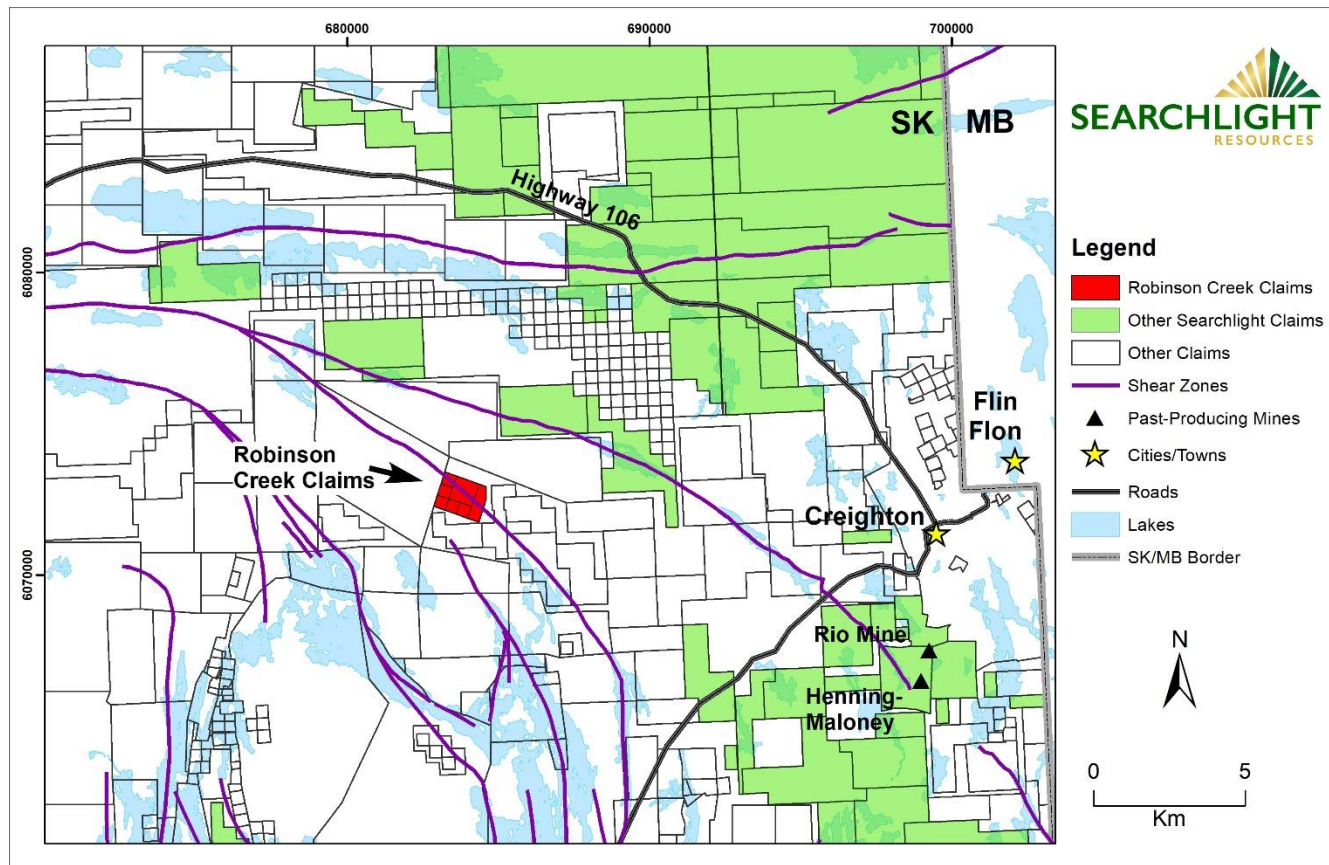 680000
690000
700000
6080000
6070000
SK
MB
Highway 106
Robinson
Creek Claims
Flin
Flon
Creighton
Rio Mine
Henning-
Maloney
SEARCHLIGHT
RESOURCES
Legend
Robinson Creek Claims
Other Searchlight Claims
Other Claims
Shear Zones
Past-Producing Mines
Cities/Towns
Roads
Lakes
SK/MB Border
N
0
5
Km